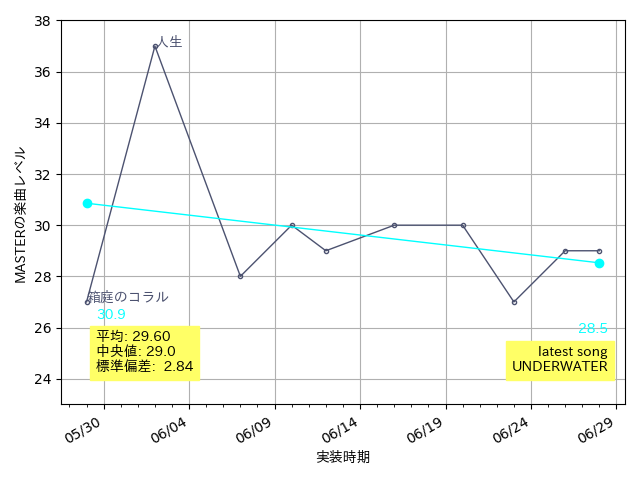 38
36
34
32
30
28
26
24
MASTERの楽曲レベル
人生
箱庭のコラル
30.9
平均: 29.60
中央値: 29.0
標準偏差: 2.84
28.5
latest song
UNDERWATER
05/30
06/04
06/09
06/14
06/19
06/24
06/29
実装時期